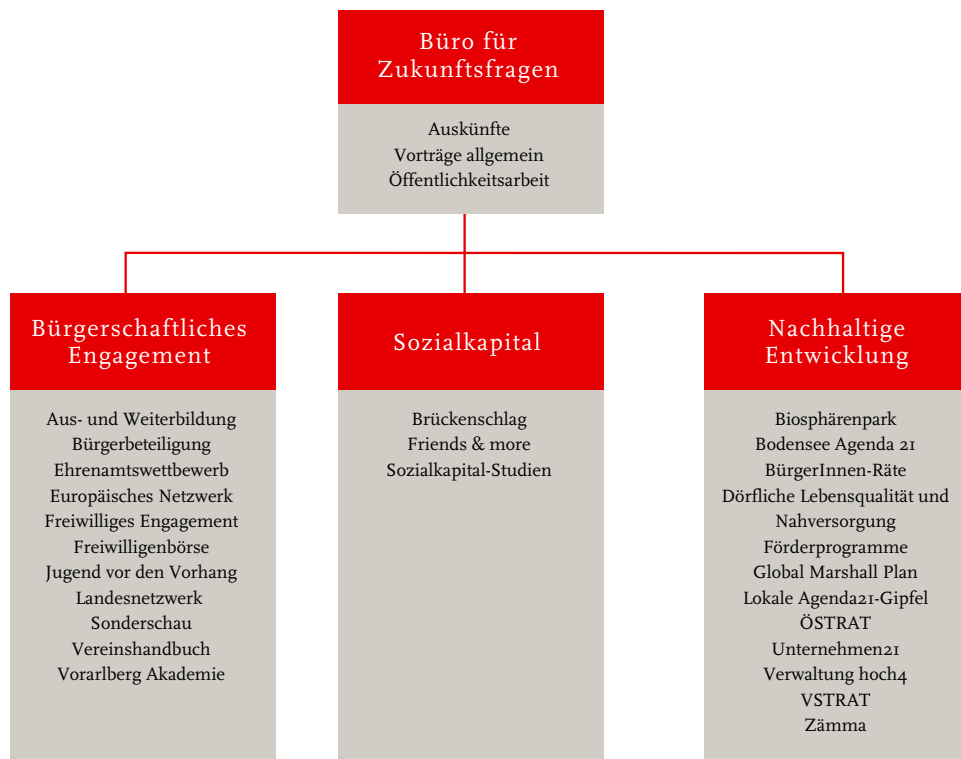 Büro für
Zukunftsfragen
Auskünfte
Vorträge allgemein
Öffentlichkeitsarbeit
Bürgerschaftliches
Engagement
Aus- und Weiterbildung
Bürgerbeteiligung
Ehrenamtswettbewerb
Europäisches Netzwerk
Freiwilliges Engagement
Freiwilligenbörse
Jugend vor den Vorhang
Landesnetzwerk
Sonderschau
Vereinshandbuch
Vorarlberg Akademie
Sozialkapital
Brückenschlag
Friends & more
Sozialkapital-Studien
Nachhaltige
Entwicklung
Biosphärenpark
Bodensee Agenda 21
BürgerInnen-Räte
Dörfliche Lebensqualität und
Nahversorgung
Förderprogramme
Global Marshall Plan
Lokale Agenda21-Gipfel
ÖSTRAT
Unternehmen21
Verwaltung hoch4
VSTRAT
Zämma